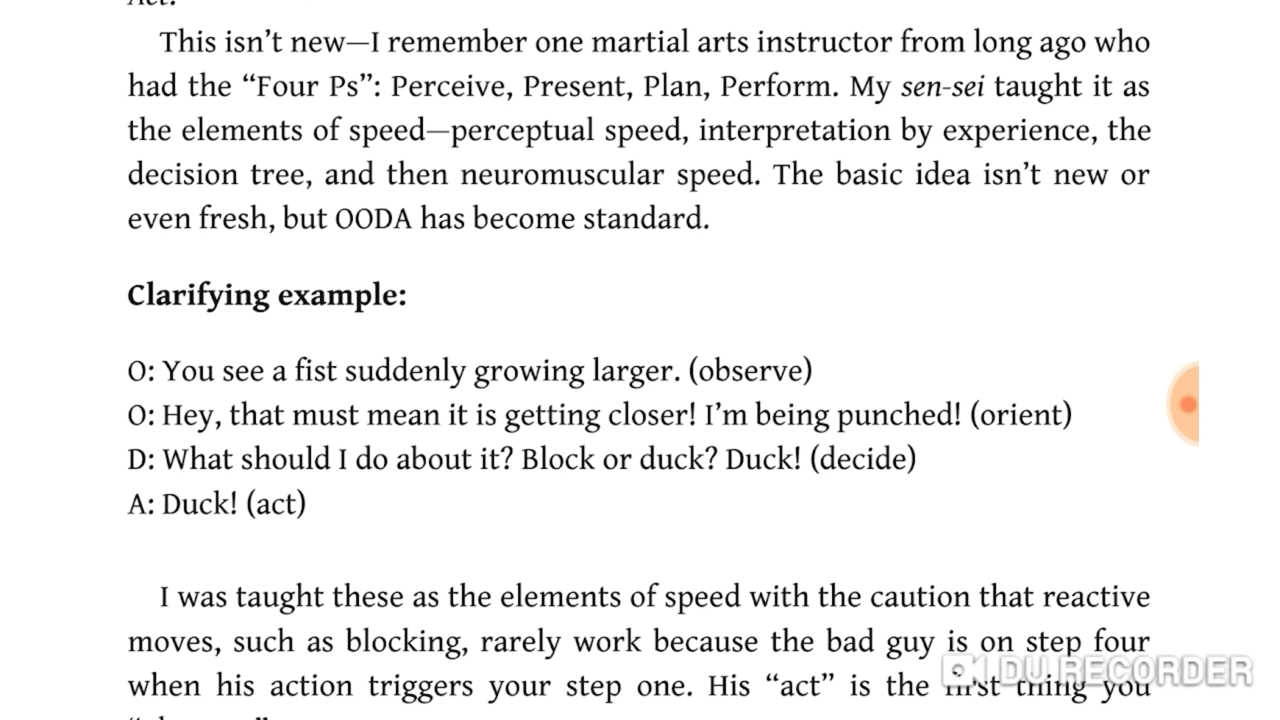 This isn’t new—I remember one martial arts instructor from long ago who
had the “Four Ps”: Perceive, Present, Plan, Perform. My sen-sei taught it as
the elements of speed—perceptual speed, interpretation by experience, the
decision tree, and then neuromuscular speed. The basic idea isn’t new or
even fresh, but OODA has become standard.
Clarifying example:
O: You see a fist suddenly growing larger. (observe)
O: Hey, that must mean it is getting closer! I’m being punched! (orient)
D: What should I do about it? Block or duck? Duck! (decide)
A: Duck! (act)
I was taught these as the elements of speed with the caution that reactive
moves, such as blocking, rarely work because the bad guy is on step four
when his action triggers your step one. His “act” is the first thing you
DU RECORDER